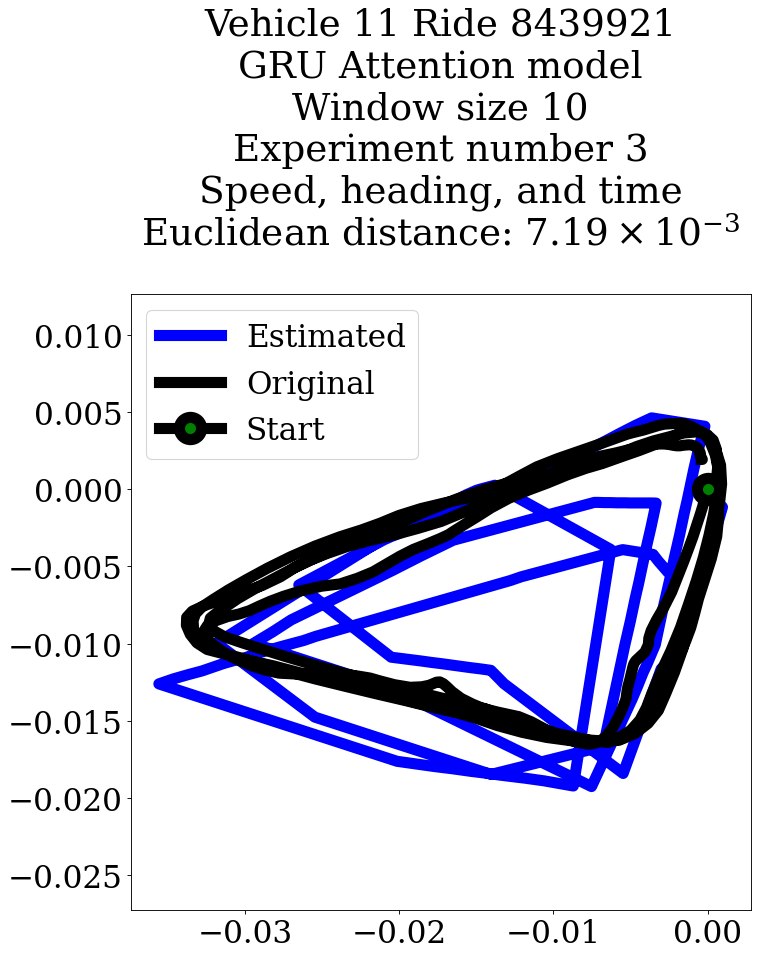 Vehicle 11 Ride 8439921
GRU Attention model
Window size 10
Experiment number 3
Speed, heading, and time
Euclidean distance: 7.19 × 10⁻³
Estimated
Original
Start
0.010
0.005
0.000
−0.005
−0.010
−0.015
−0.020
−0.025
−0.03 −0.02 −0.01 0.00